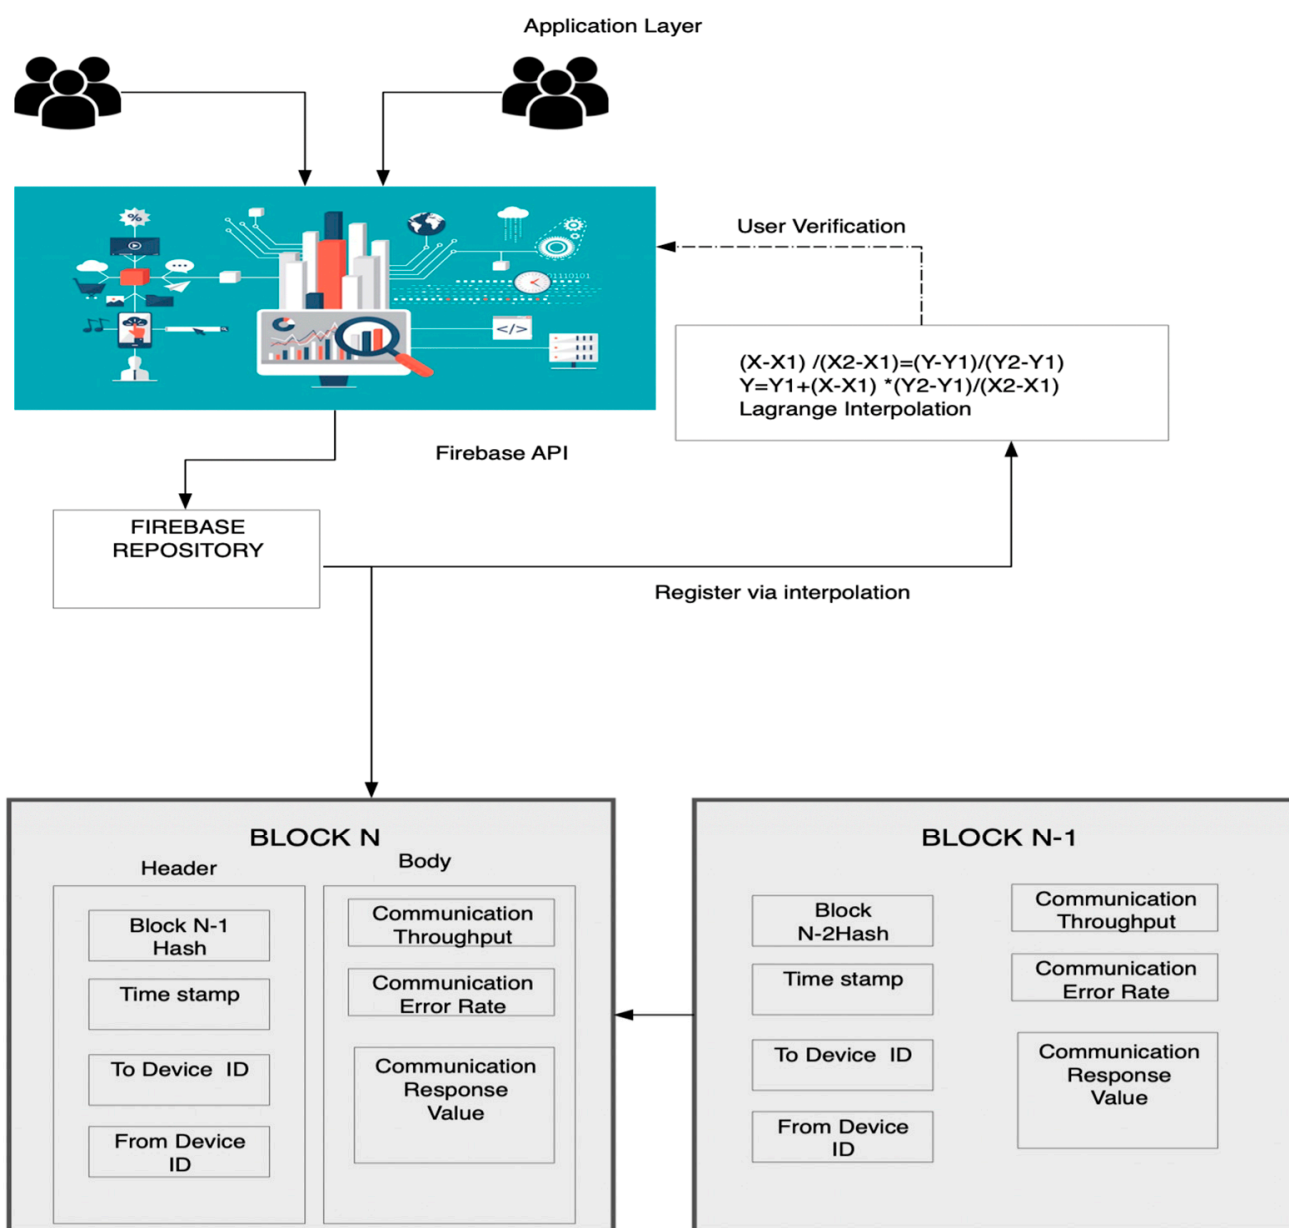 Application Layer
%
User Verification
01110101
</>
(X-X1) /(X2-X1)=(Y-Y1)/(Y2-Y1)
Y=Y1+(X-X1) *(Y2-Y1)/(X2-X1)
Lagrange Interpolation
Firebase API
FIREBASE
REPOSITORY
Register via interpolation
BLOCK N
Header
Body
Block N-1
Hash
Time stamp
To Device ID
From Device
ID
Communication
Throughput
Communication
Error Rate
Communication
Response
Value
BLOCK N-1
Block
N-2Hash
Time stamp
To Device ID
From Device
ID
Communication
Throughput
Communication
Error Rate
Communication
Response
Value